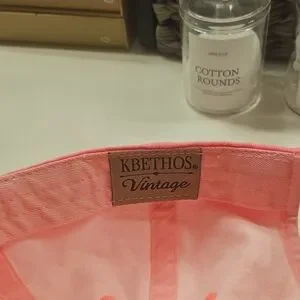 COTTON
ROUNDS
KBETHOS®
Vintage